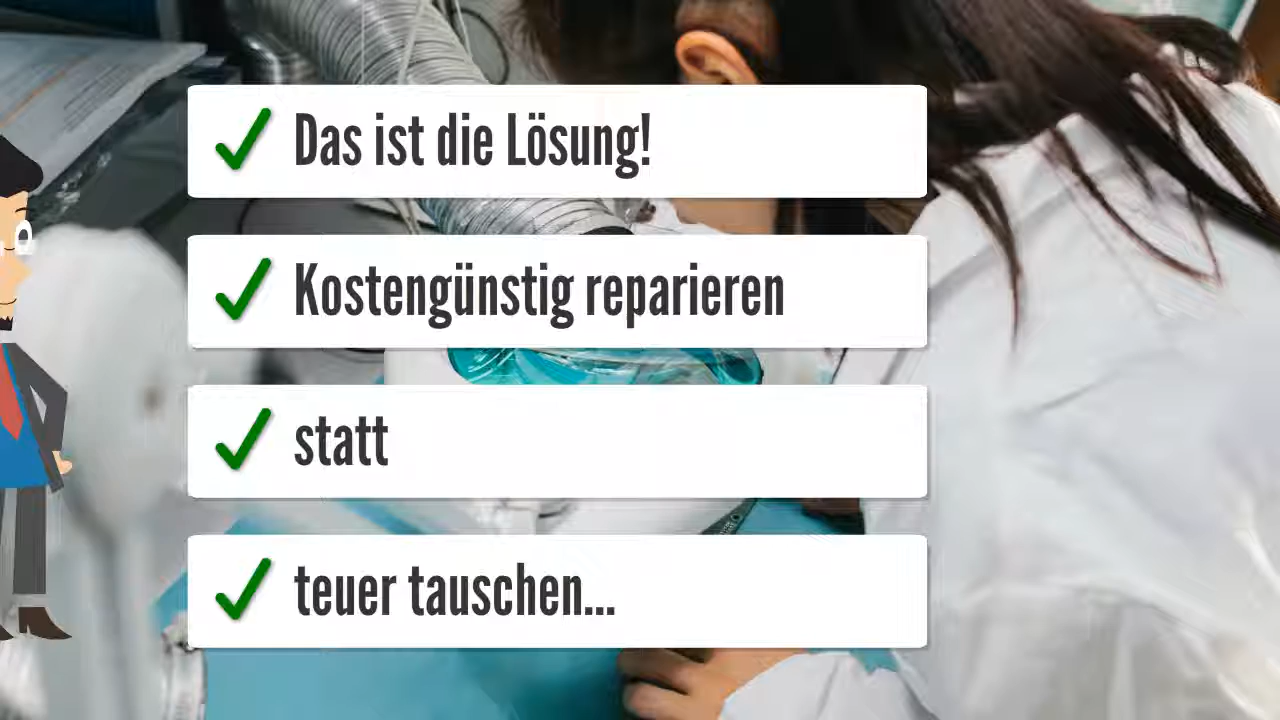 Das ist die Lösung!
Kostengünstig reparieren
statt
teuer tauschen...